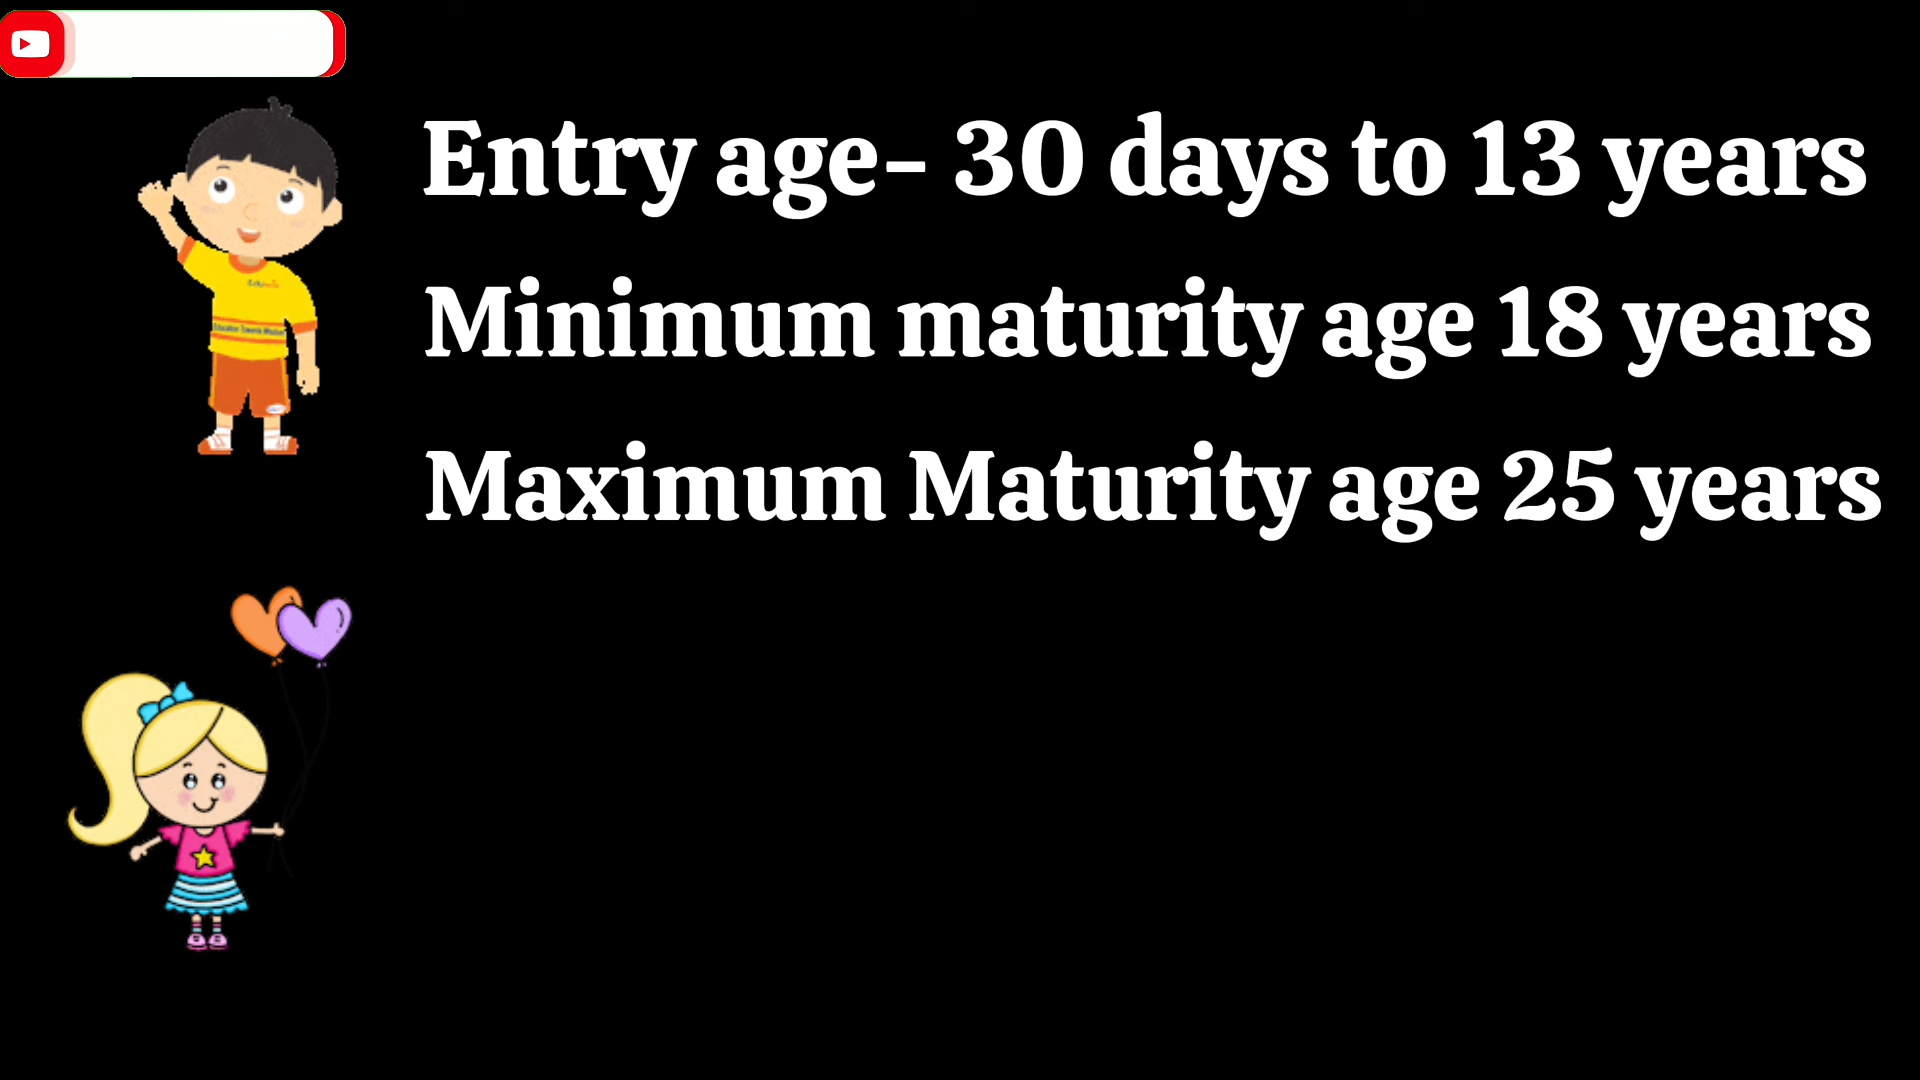 Entry age- 30 days to 13 years
Minimum maturity age 18 years
Maximum Maturity age 25 years